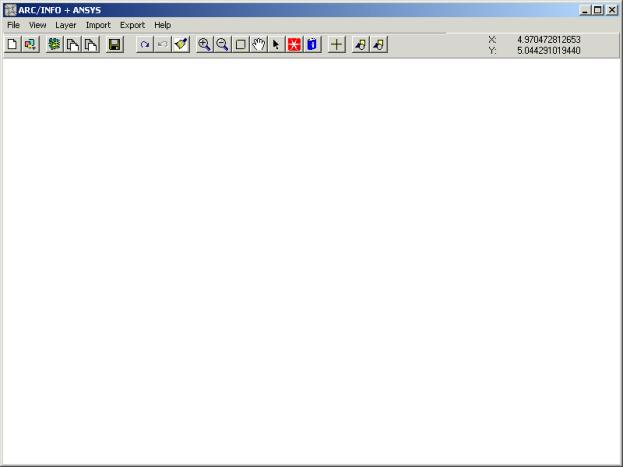 ARC/INFO + ANSYS
File View Layer Import Export Help
X: 4.970472812653
Y: 5.044291019440